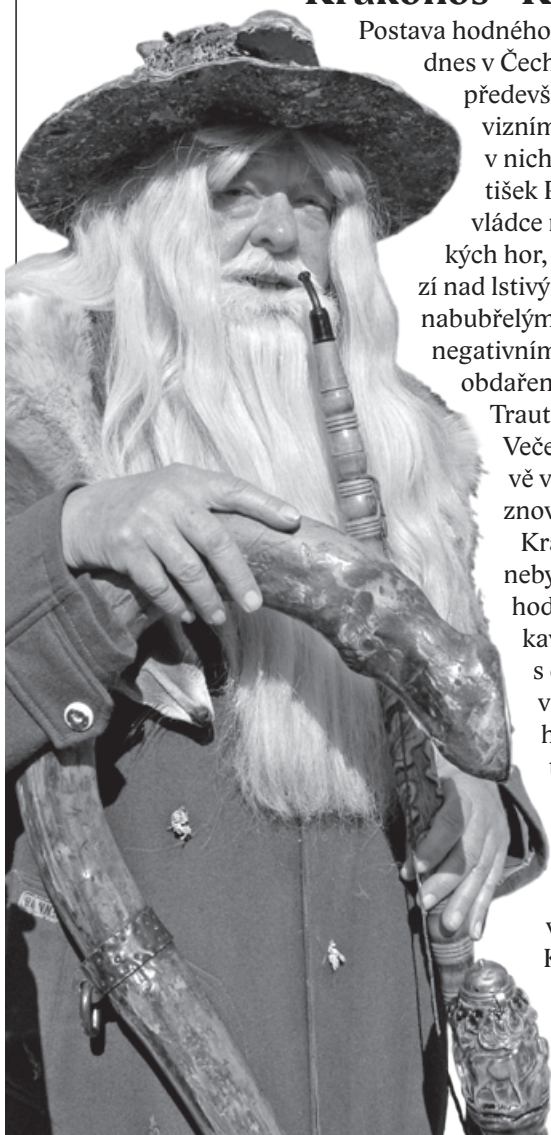 Krakonoš
Postava hodného
dnes v Čech
předevš
vizním
v nich
tišek
vládce
kých hor,
zí nad lstivý
nabubřelým
negativním
obdařen
Traut
Veče
vě v
znov
Kra
neby
hod
kav
s
v
h
v
K